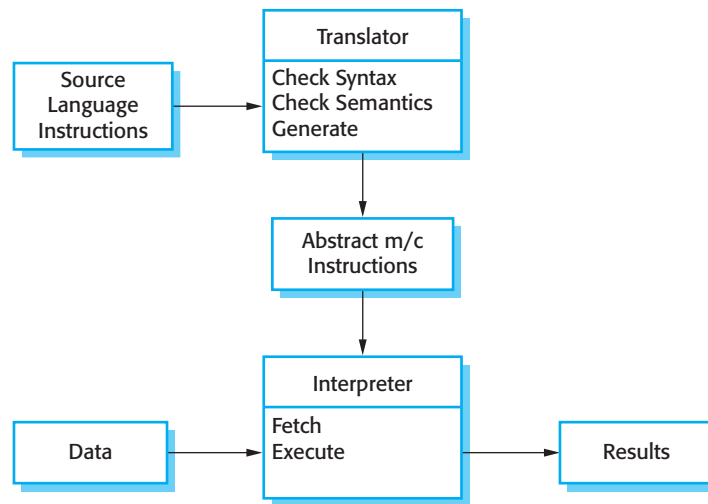 Translator
Source
Language
Instructions
Check Syntax
Check Semantics
Generate
Abstract m/c
Instructions
Interpreter
Fetch
Execute
Data
Results